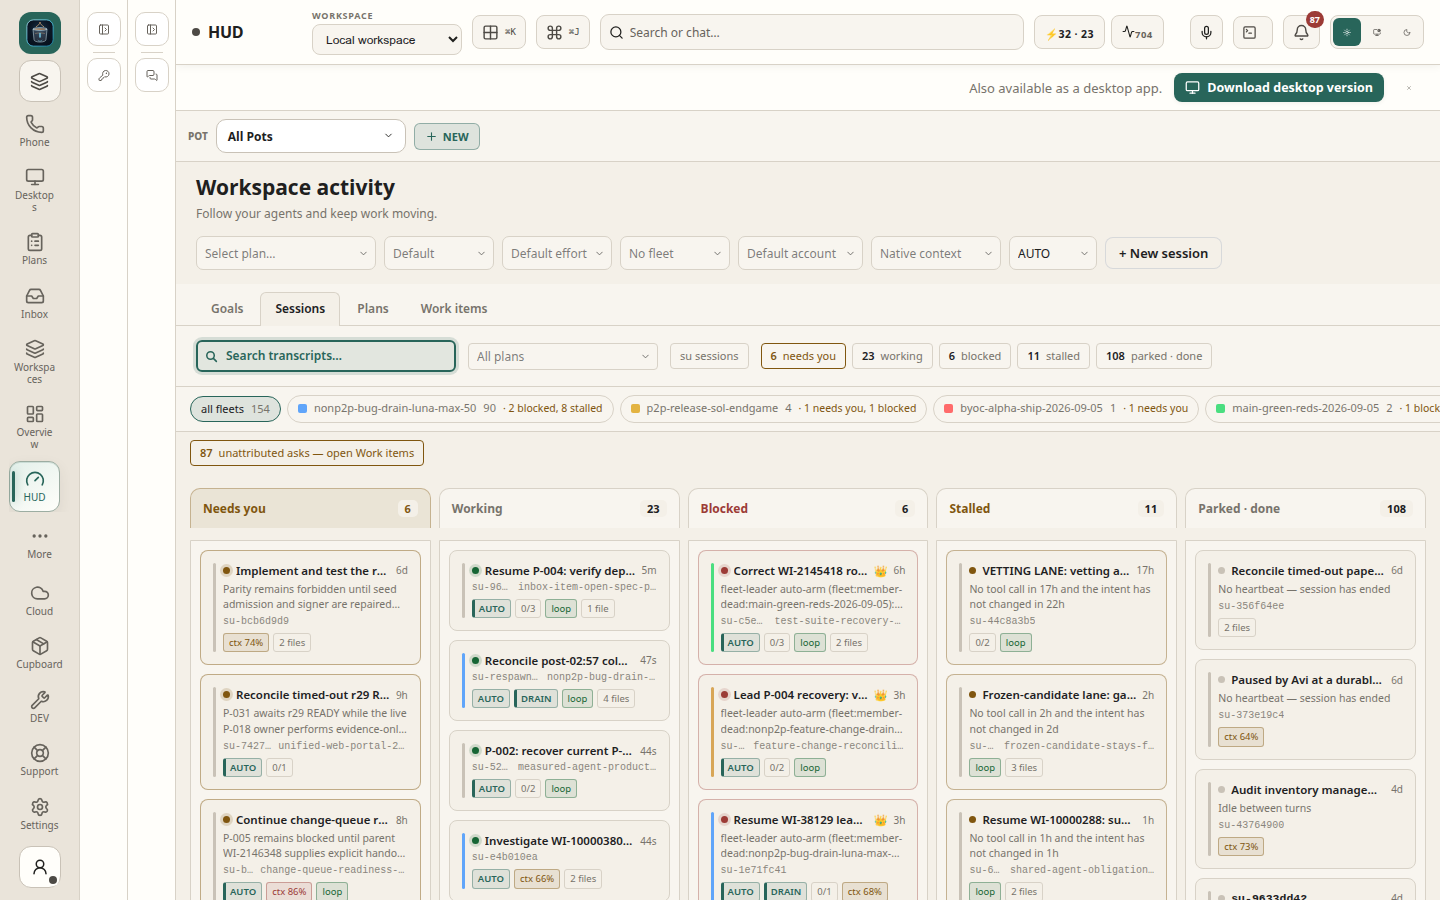 HUD
WORKSPACE
Local workspace
⌘K
⌘J
Search or chat...
⚡32 · 23
704
87
Also available as a desktop app.
Download desktop version
×
Phone
Desktop
s
Plans
Inbox
Workspa
ces
Overvie
w
HUD
More
Cloud
Cupboard
DEV
Support
Settings
POT
All Pots
+ NEW
Workspace activity
Follow your agents and keep work moving.
Select plan...
Default
Default effort
No fleet
Default account
Native context
AUTO
+ New session
Goals
Sessions
Plans
Work items
Search transcripts...
All plans
su sessions
6 needs you
23 working
6 blocked
11 stalled
108 parked · done
all fleets 154
nonp2p-bug-drain-luna-max-50 90 · 2 blocked, 8 stalled
p2p-release-sol-endgame 4 · 1 needs you, 1 blocked
byoc-alpha-ship-2026-09-05 1 · 1 needs you
main-green-reds-2026-09-05 2 · 1 block
87 unattributed asks — open Work items
Needs you 6
Implement and test the r... 6d
Parity remains forbidden until seed
admission and signer are repaired...
su-bcb6d9d9
ctx 74% 2 files
Reconcile timed-out r29 R... 9h
P-031 awaits r29 READY while the live
P-018 owner performs evidence-onl...
su-7427… unified-web-portal-2…
AUTO 0/1
Continue change-queue r... 8h
P-005 remains blocked until parent
WI-2146348 supplies explicit hando...
su-b… change-queue-readiness-…
AUTO ctx 86% loop
Working 23
Resume P-004: verify dep... 5m
su-96… inbox-item-open-spec-p…
AUTO 0/3 loop 1 file
Reconcile post-02:57 col... 47s
su-respawn… nonp2p-bug-drain-…
AUTO DRAIN loop 4 files
P-002: recover current P-... 44s
su-52… measured-agent-product…
AUTO 0/2 loop
Investigate WI-10000380... 44s
su-e4b010ea
AUTO ctx 66% 2 files
Blocked 6
Correct WI-2145418 ro... 👑 6h
fleet-leader auto-arm (fleet:member-
dead:main-green-reds-2026-09-05):...
su-c5e… test-suite-recovery-…
AUTO 0/3 loop 2 files
Lead P-004 recovery: v... 👑 3h
fleet-leader auto-arm (fleet:member-
dead:nonp2p-feature-change-drain...
su-… feature-change-reconcili…
AUTO 0/2 loop
Resume WI-38129 lea... 👑 3h
fleet-leader auto-arm (fleet:member-
dead:nonp2p-bug-drain-luna-max-...
su-1e71fc41
AUTO DRAIN 0/1 ctx 68%
Stalled 11
VETTING LANE: vetting a... 17h
No tool call in 17h and the intent has
not changed in 22h
su-44c8a3b5
0/2 loop
Frozen-candidate lane: ga... 2h
No tool call in 2h and the intent has
not changed in 2d
su-… frozen-candidate-stays-f…
loop 3 files
Resume WI-10000288: su... 1h
No tool call in 1h and the intent has
not changed in 1h
su-6… shared-agent-obligation…
loop 2 files
Parked · done 108
Reconcile timed-out pape... 6d
No heartbeat — session has ended
su-356f64ee
2 files
Paused by Avi at a durabl... 6d
No heartbeat — session has ended
su-373e19c4
ctx 64%
Audit inventory manage... 4d
Idle between turns
su-43764900
ctx 73%
su-9633dd42 4d